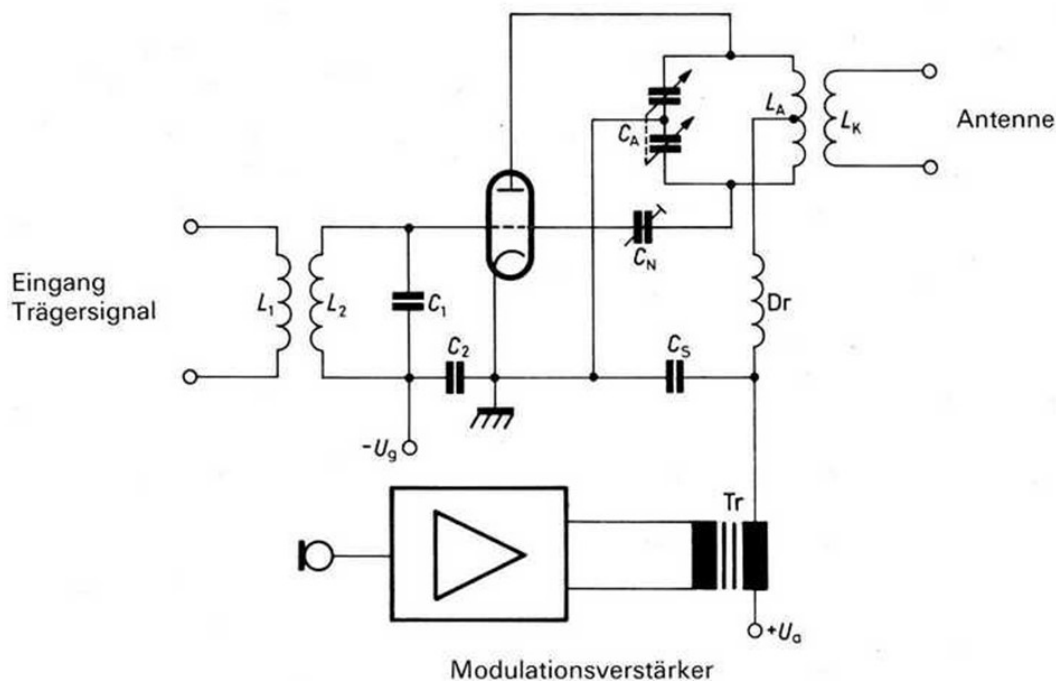 L_A
Antenne
C_A
L_K
C_N
Eingang
Trägersignal
L_1
L_2
C_1
Dr
C_2
C_S
-U_g
Tr
+U_a
Modulationsverstärker